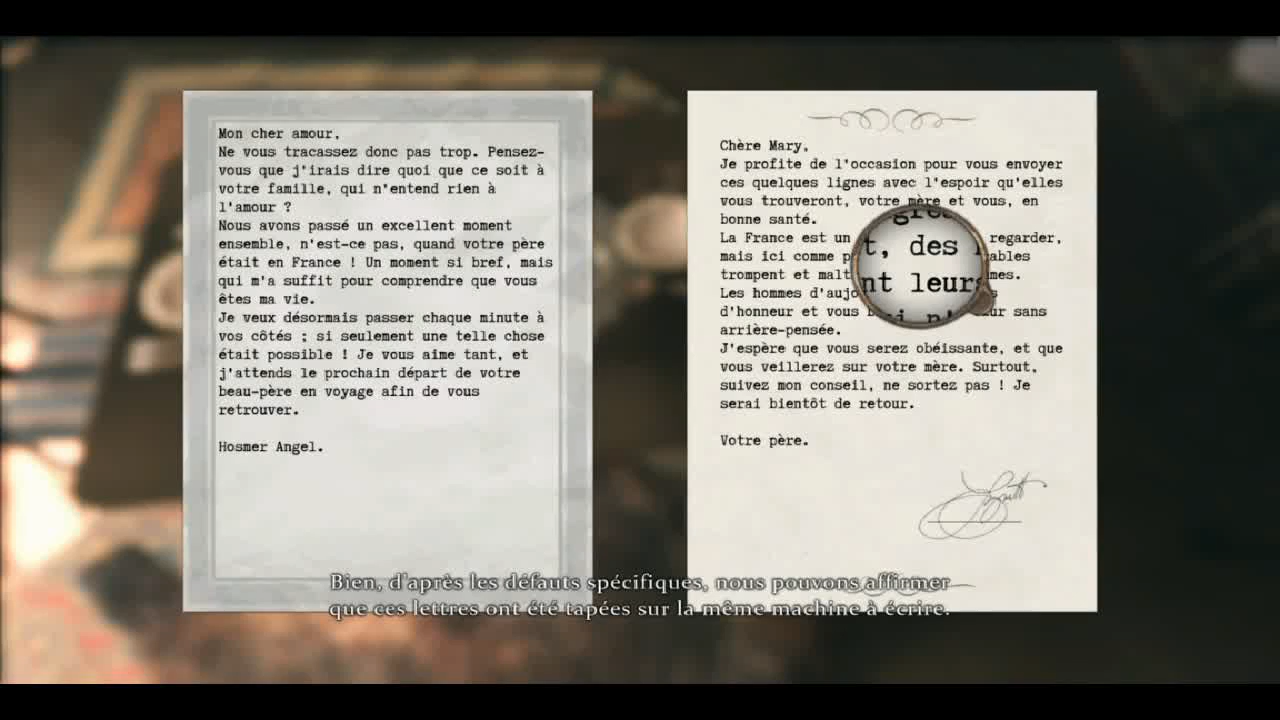 Mon cher amour,
Ne vous tracassez donc pas trop. Pensez-
vous que j'irais dire quoi que ce soit à
votre famille, qui n'entend rien à
l'amour ?
Nous avons passé un excellent moment
ensemble, n'est-ce pas, quand votre père
était en France ! Un moment si bref, mais
qui m'a suffit pour comprendre que vous
êtes ma vie.
Je veux désormais passer chaque minute à
vos côtés ; si seulement une telle chose
était possible ! Je vous aime tant, et
j'attends le prochain départ de votre
beau-père en voyage afin de vous
retrouver.
Hosmer Angel.
Chère Mary,
Je profite de l'occasion pour vous envoyer
ces quelques lignes avec l'espoir qu'elles
vous trouveront, votre mère et vous, en
bonne santé.
La France est un regarder,
mais ici comme
trompent et
Les hommes
d'honneur et vous sans
arrière-pensée.
J'espère que vous serez obéissante, et que
vous veillerez sur votre mère. Surtout,
suivez mon conseil, ne sortez pas ! Je
serai bientôt de retour.
Votre père.
t, des
nt leurs
Bien, d'après les défauts spécifiques, nous pouvons affirmer
que ces lettres ont été tapées sur la même machine à écrire.